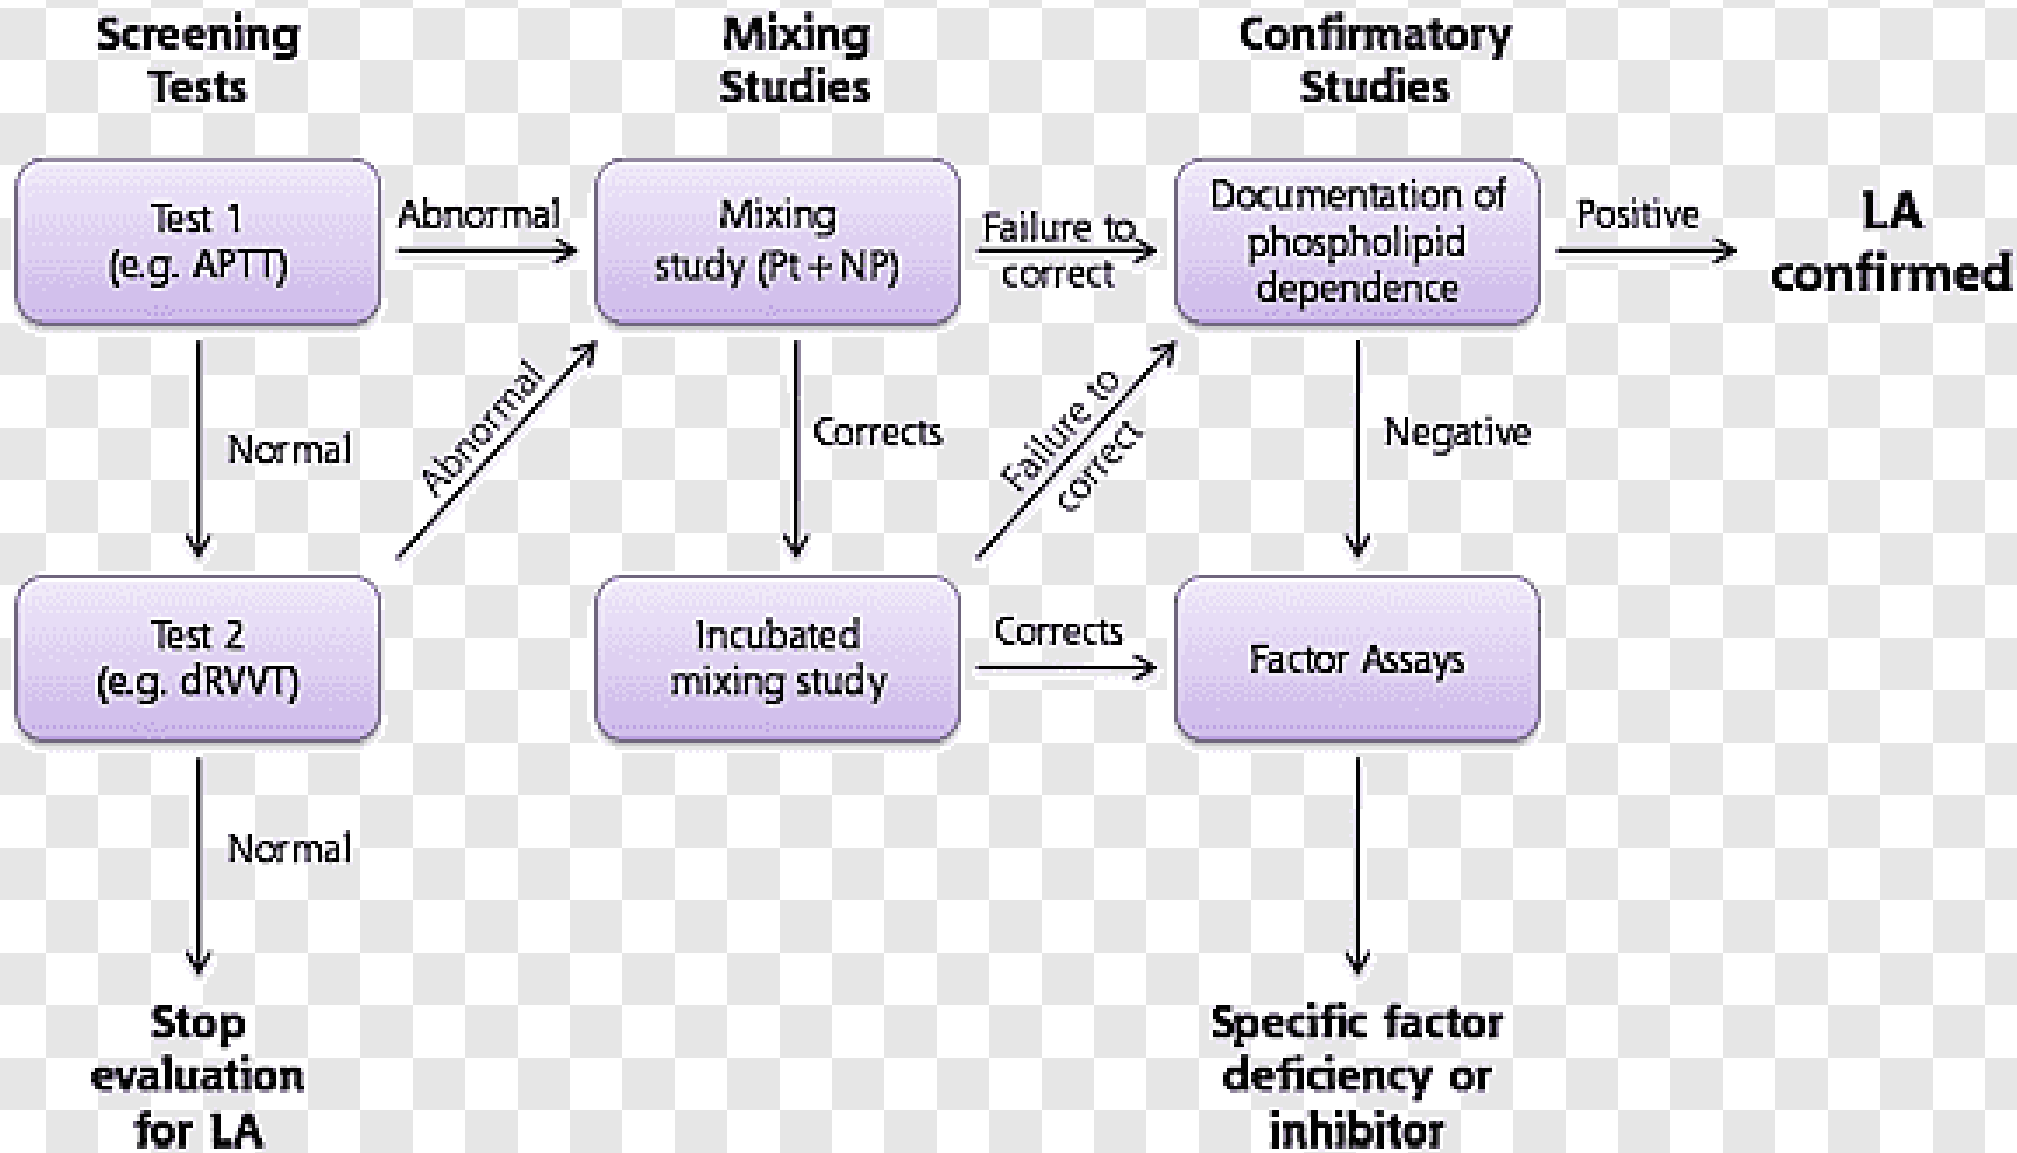 Screening
Tests
Mixing
Studies
Confirmatory
Studies
Test 1
(e.g. APTT)
Abnormal
Mixing
study (Pt + NP)
Failure to
correct
Documentation of
phospholipid
dependence
Positive
LA
confirmed
Normal
Abnormal
Corrects
Failure to
correct
Negative
Test 2
(e.g. dRVVT)
Incubated
mixing study
Corrects
Factor Assays
Normal
Stop
evaluation
for LA
Specific factor
deficiency or
inhibitor